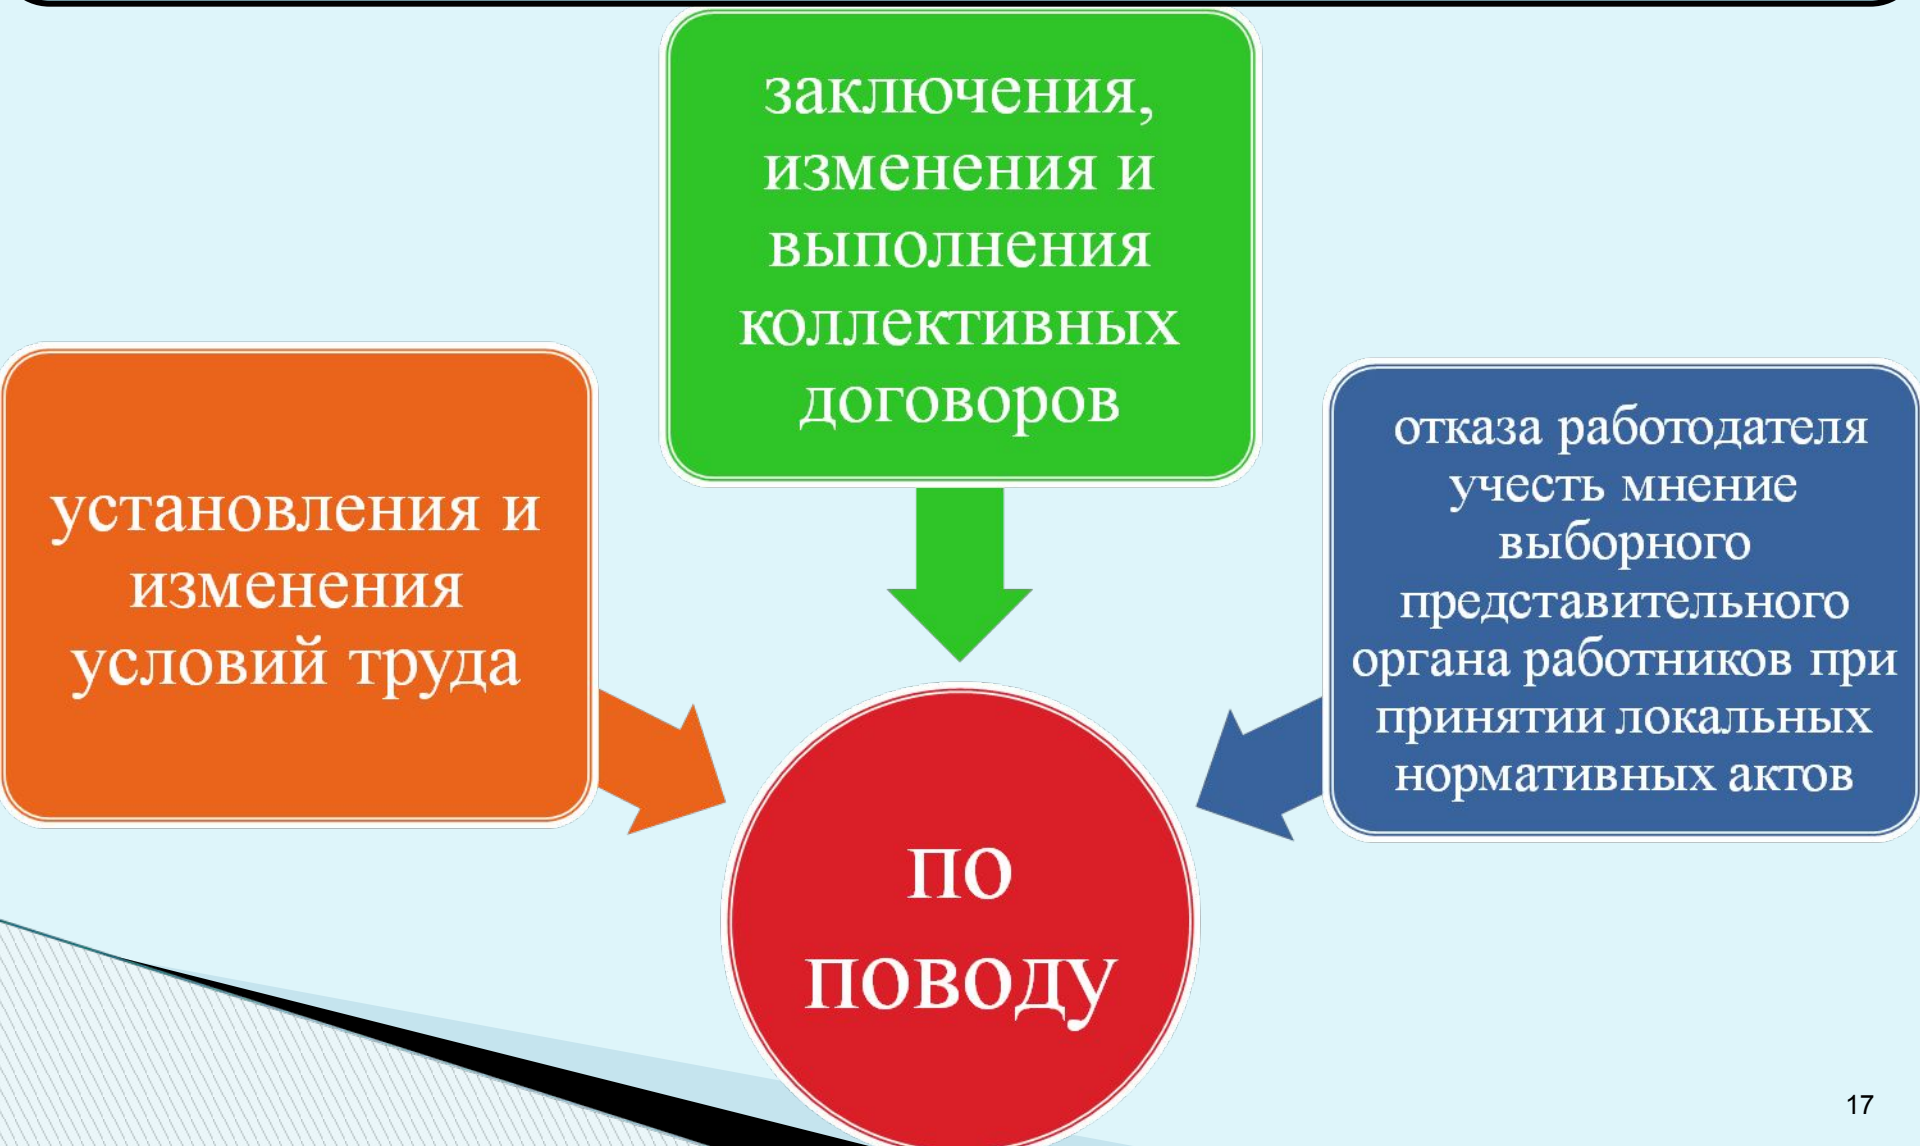 заключения,
изменения и
выполнения
коллективных
договоров
установления и
изменения
условий труда
отказа работодателя
учесть мнение
выборного
представительного
органа работников при
принятии локальных
нормативных актов
по
поводу
17